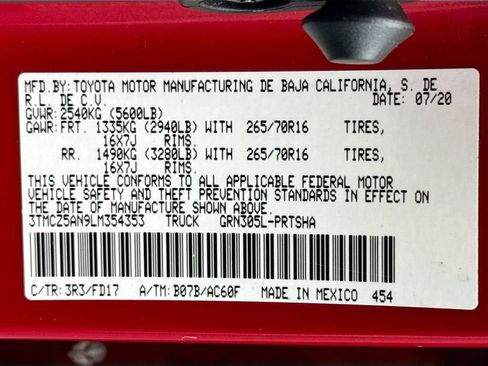 MFD.BY:TOYOTA MOTOR MANUFACTURING DE BAJA CALIFORNIA, S. DE
R.L. DE C.V. DATE: 07/20
GVWR:2540KG (5600LB)
GAWR:FRT. 1335KG (2940LB) WITH 265/70R16 TIRES,
16X7J RIMS.
RR. 1490KG (3280LB) WITH 265/70R16 TIRES,
16X7J RIMS.
THIS VEHICLE CONFORMS TO ALL APPLICABLE FEDERAL MOTOR
VEHICLE SAFETY AND THEFT PREVENTION STANDARDS IN EFFECT ON
THE DATE OF MANUFACTURE SHOWN ABOVE.
3TMCZ5AN9LM354353 TRUCK GRN305L-PRTSHA
C/TR:3R3/FD17 A/TM:B07B/AC60F MADE IN MEXICO 454